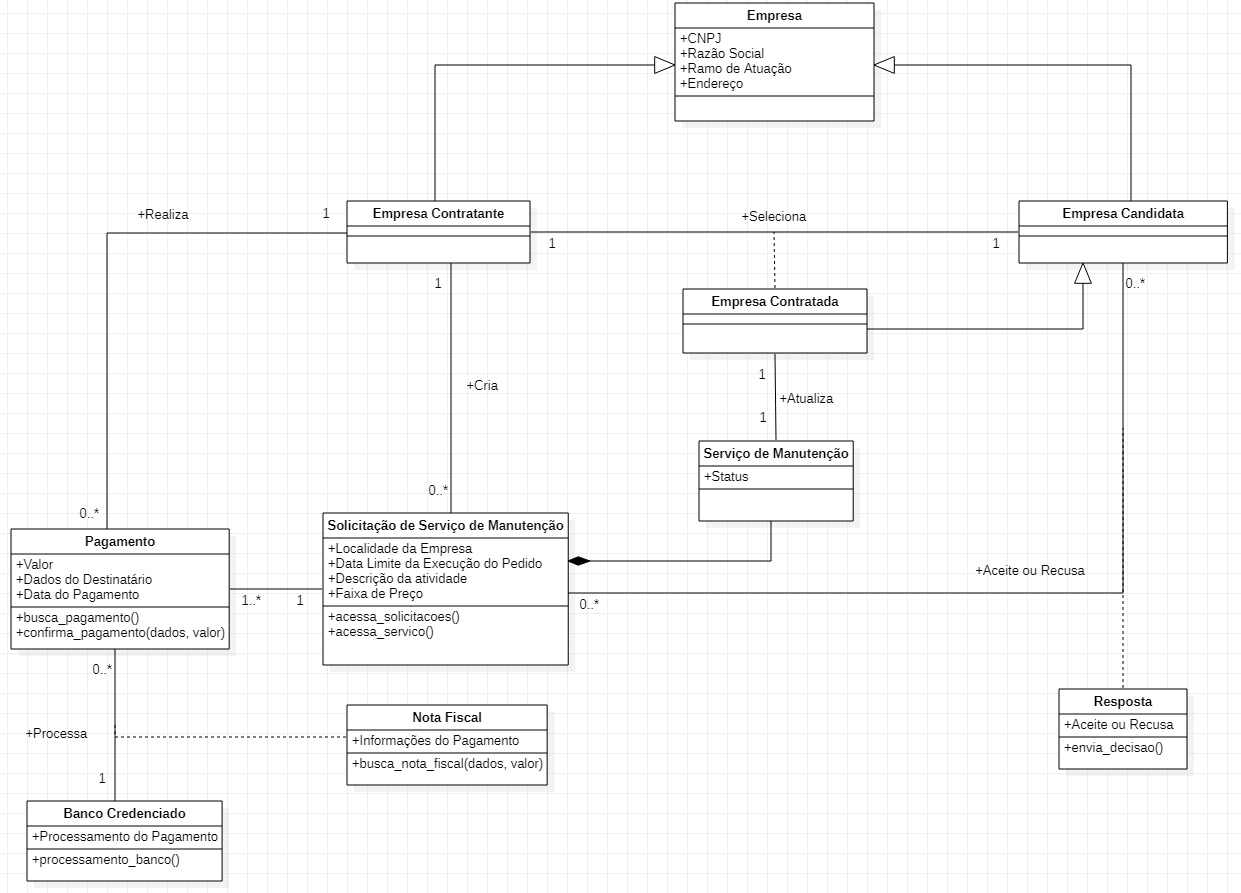 Empresa
+CNPJ
+Razão Social
+Ramo de Atuação
+Endereço
+Realiza
1
Empresa Contratante
1
+Seleciona
1
Empresa Candidata
1
0..*
Empresa Contratada
1
+Atualiza
1
+Cria
Serviço de Manutenção
+Status
0..*
0..*
Pagamento
+Valor
+Dados do Destinatário
+Data do Pagamento
+busca_pagamento()
+confirma_pagamento(dados, valor)
1..*
1
Solicitação de Serviço de Manutenção
+Localidade da Empresa
+Data Limite da Execução do Pedido
+Descrição da atividade
+Faixa de Preço
+acessa_solicitacoes()
+acessa_servico()
+Aceite ou Recusa
0..*
0..*
+Processa
1
Nota Fiscal
+Informações do Pagamento
+busca_nota_fiscal(dados, valor)
Resposta
+Aceite ou Recusa
+envia_decisao()
Banco Credenciado
+Processamento do Pagamento
+processamento_banco()